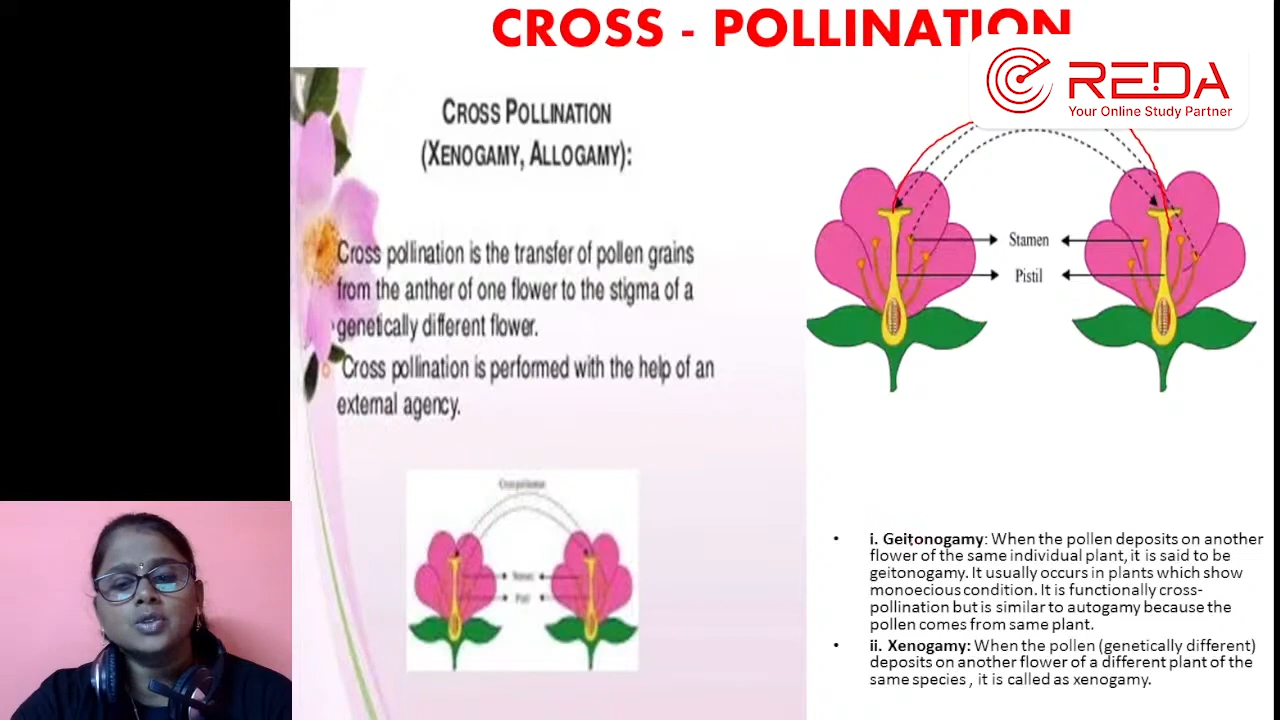 CROSS - POLLINATION
REDA
Your Online Study Partner
CROSS POLLINATION
(XENOGAMY, ALLOGAMY):
Cross pollination is the transfer of pollen grains
from the anther of one flower to the stigma of a
genetically different flower.
Cross pollination is performed with the help of an
external agency.
Cross pollination
Stamen
Pistil
Stamen
Pistil
• i. Geitonogamy: When the pollen deposits on another
flower of the same individual plant, it is said to be
geitonogamy. It usually occurs in plants which show
monoecious condition. It is functionally cross-
pollination but is similar to autogamy because the
pollen comes from same plant.
• ii. Xenogamy: When the pollen (genetically different)
deposits on another flower of a different plant of the
same species , it is called as xenogamy.